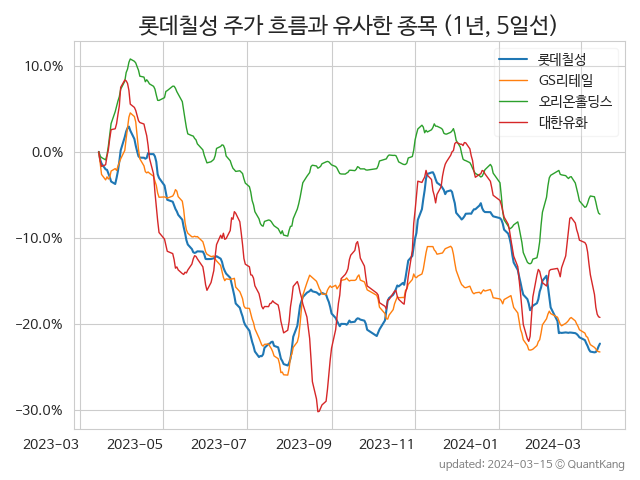 롯데칠성 주가 흐름과 유사한 종목 (1년, 5일선)
롯데칠성
GS리테일
오리온홀딩스
대한유화
10.0%
0.0%
−10.0%
−20.0%
−30.0%
2023-03 2023-05 2023-07 2023-09 2023-11 2024-01 2024-03
updated: 2024-03-15 © QuantKang